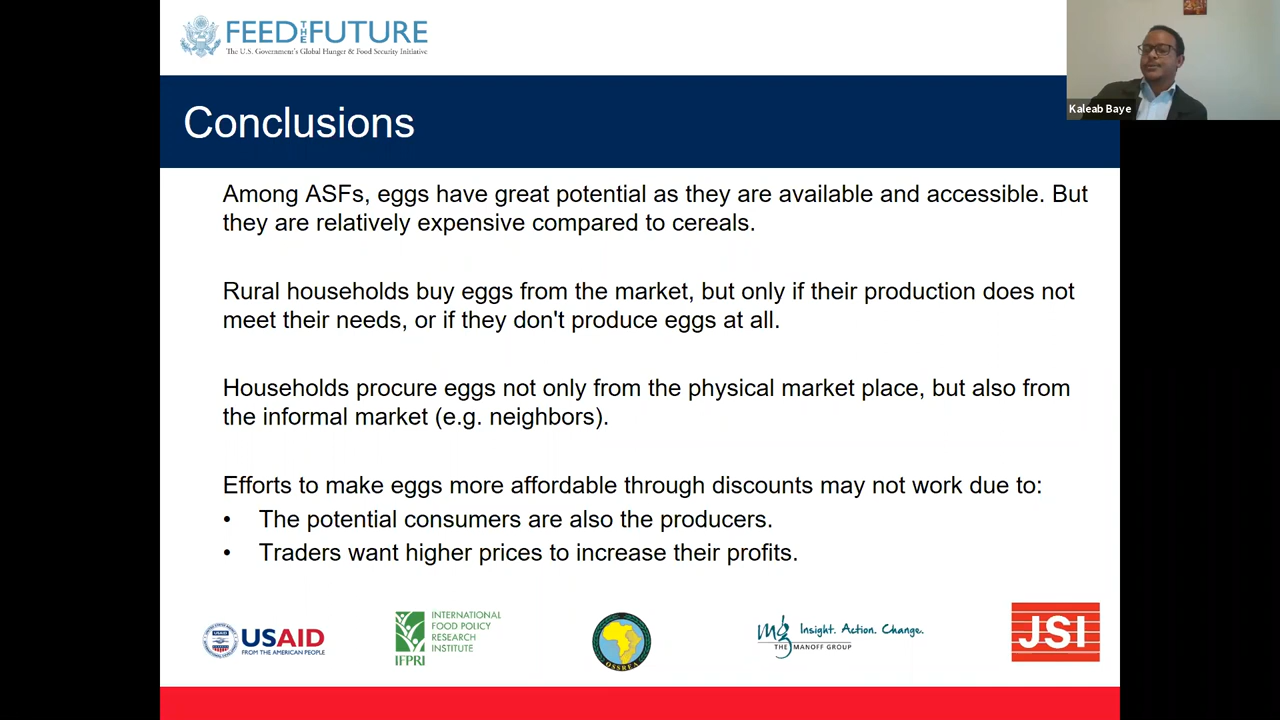 FEED THE FUTURE
The U.S. Government's Global Hunger & Food Security Initiative
Kaleab Baye
Conclusions
Among ASFs, eggs have great potential as they are available and accessible. But
they are relatively expensive compared to cereals.
Rural households buy eggs from the market, but only if their production does not
meet their needs, or if they don't produce eggs at all.
Households procure eggs not only from the physical market place, but also from
the informal market (e.g. neighbors).
Efforts to make eggs more affordable through discounts may not work due to:
• The potential consumers are also the producers.
• Traders want higher prices to increase their profits.
USAID
FROM THE AMERICAN PEOPLE
IFPRI
INTERNATIONAL
FOOD POLICY
RESEARCH
INSTITUTE
OSSREA
mg Insight. Action. Change.
THE MANOFF GROUP
JSI